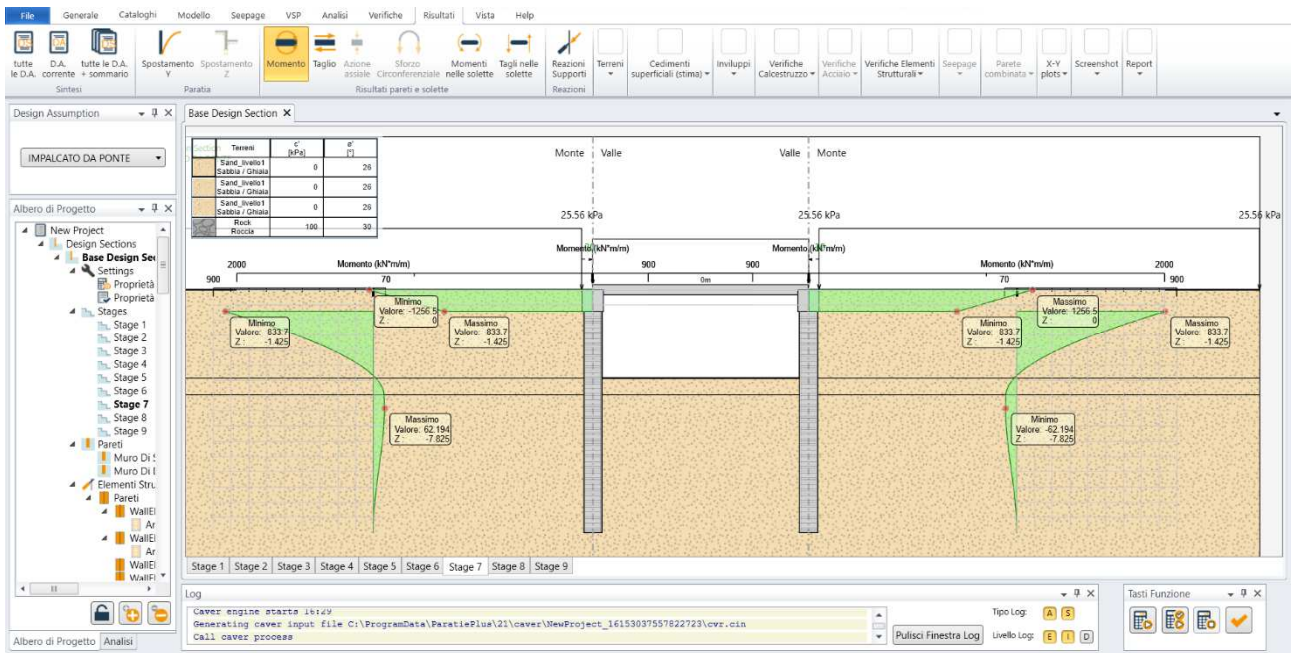 File Generale Cataghi Modello Seepage VSP Analisi Verifiche Risultati Vista Help
tutte le D.A.
D.A. corrente
tutte le D.A. + sommario
Sintesi
Spostamento Y
Spostamento Z
Paratia
Momento
Taglio
Azione assiale
Sforzo Circonferenziale
Momenti nelle solette
Tagli nelle solette
Risultati pareti e solette
Reazioni Supporti
Reazioni
Terreni
Cedimenti superficiali (stima)
Inviluppi
Verifiche Calcestruzzo
Verifiche Acciaio
Verifiche Elementi Strutturali
Seepage
Parete combinata
X-Y plots
Screenshot
Report
Design Assumption
IMPALCATO DA PONTE
Albero di Progetto
New Project
Design Sections
Base Design Sec
Settings
Proprietà
Proprietà
Stages
Stage 1
Stage 2
Stage 3
Stage 4
Stage 5
Stage 6
Stage 7
Stage 8
Stage 9
Pareti
Muro Di S
Muro Di D
Elementi Stru
Pareti
WallEl
Ar
WallEl
Ar
WallEl
WallEl
Albero di Progetto Analisi
Base Design Section
Terreni c' [kPa] ø' [°]
Sand_livello1 Sabbia / Ghiaia 0 26
Sand_livello1 Sabbia / Ghiaia 0 26
Sand_livello1 Sabbia / Ghiaia 0 26
Rock Roccia 100 30
Monte Valle Valle Monte
25.56 kPa 25.56 kPa 25.56 kPa
Momento (kN*m/m) Momento (kN*m/m)
2000 Momento (kN*m/m) 900 900 Momento (kN*m/m) 2000
900 70 0m 70 900
Minimo
Valore: -1256.5
Z : 0
Massimo
Valore: 1256.5
Z : 0
Minimo
Valore: 833.7
Z : -1.425
Massimo
Valore: 833.7
Z : -1.425
Minimo
Valore: 833.7
Z : -1.425
Massimo
Valore: 833.7
Z : -1.425
Massimo
Valore: 62.194
Z : -7.825
Minimo
Valore: -62.194
Z : -7.825
Stage 1 Stage 2 Stage 3 Stage 4 Stage 5 Stage 6 Stage 7 Stage 8 Stage 9
Log
Caver engine starts 16:29
Generating caver input file C:\ProgramData\ParatiePlus\21\caver\NewProject_16153037557822723\cvr.cin
Call caver process
Pulisci Finestra Log
Tipo Log: A S
Livello Log: E I D
Tasti Funzione